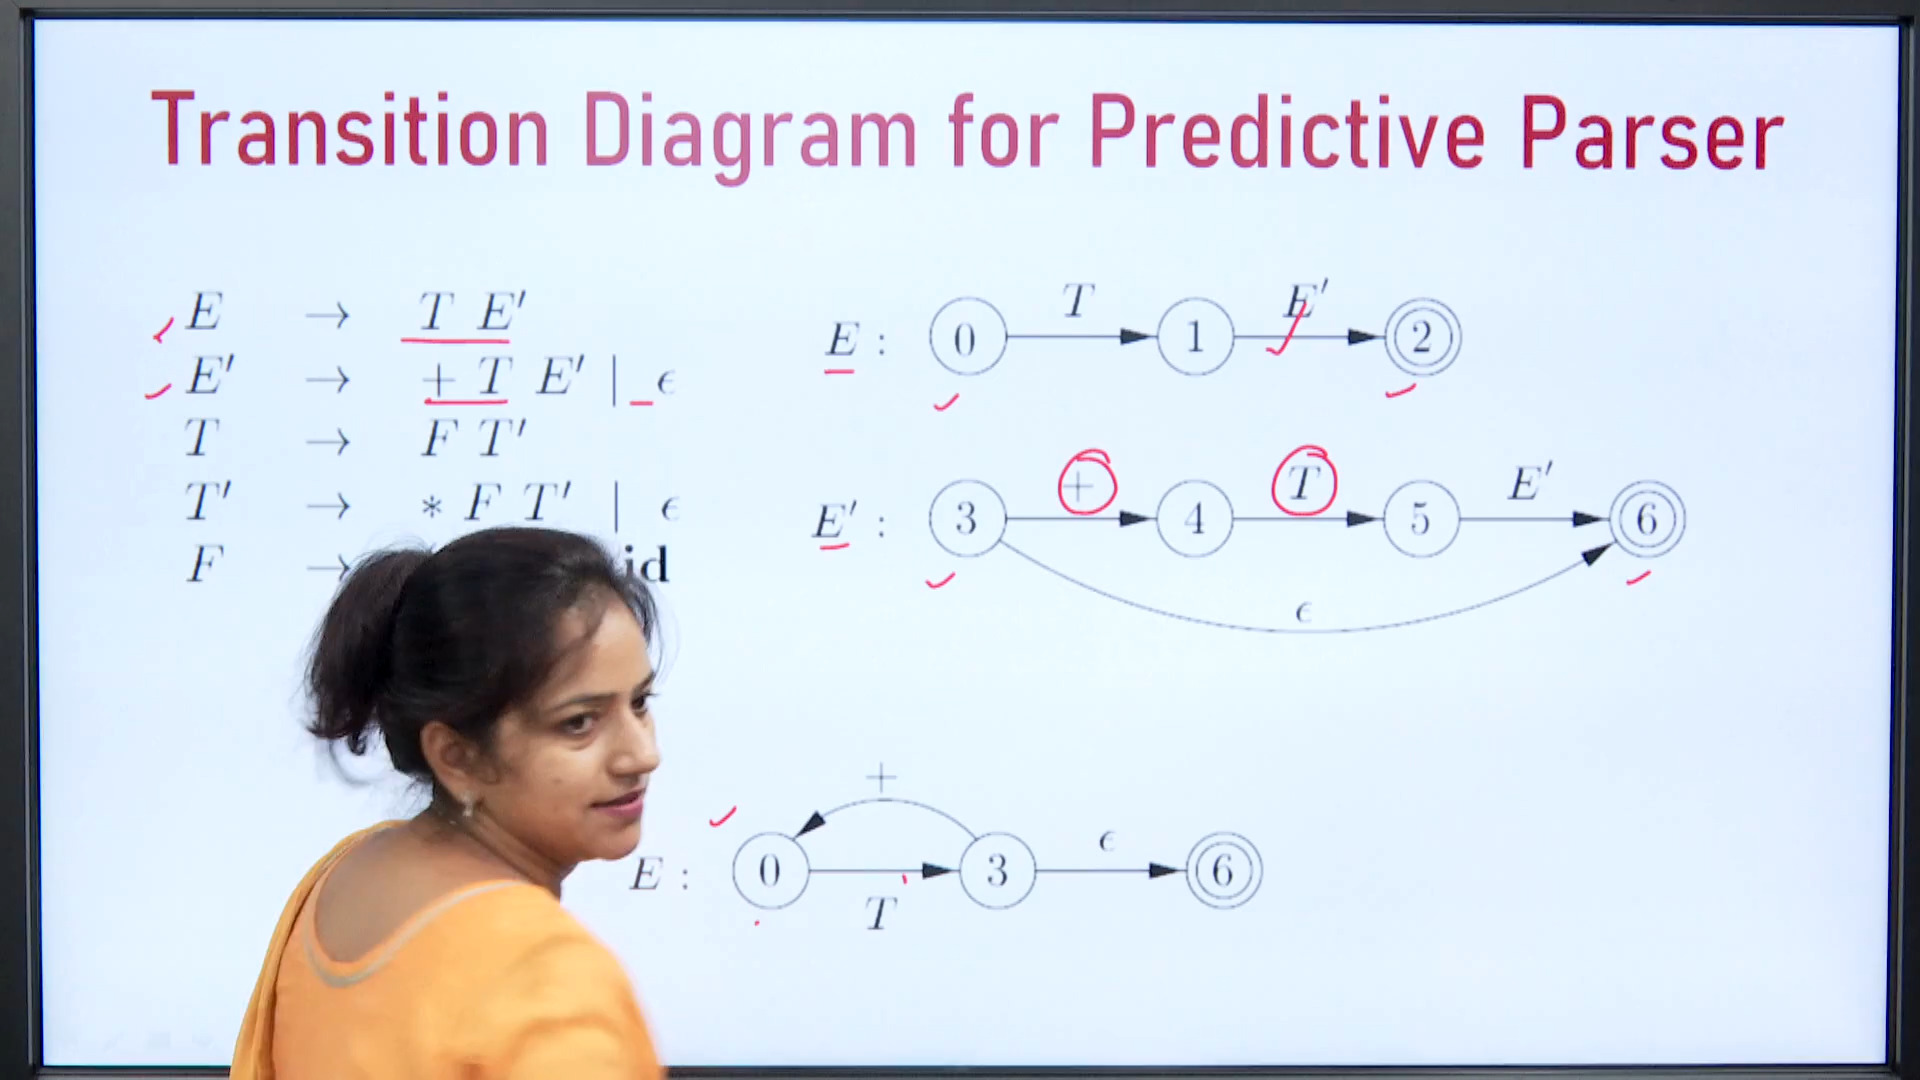 Transition Diagram for Predictive Parser
E → T E′
E′ → + T E′ | ϵ
T → F T′
T′ → * F T′ | ϵ
F → id
E : 0 T 1 E′ 2
E′ : 3 + 4 T 5 E′ 6
ϵ
+
E : 0 T 3 ϵ 6